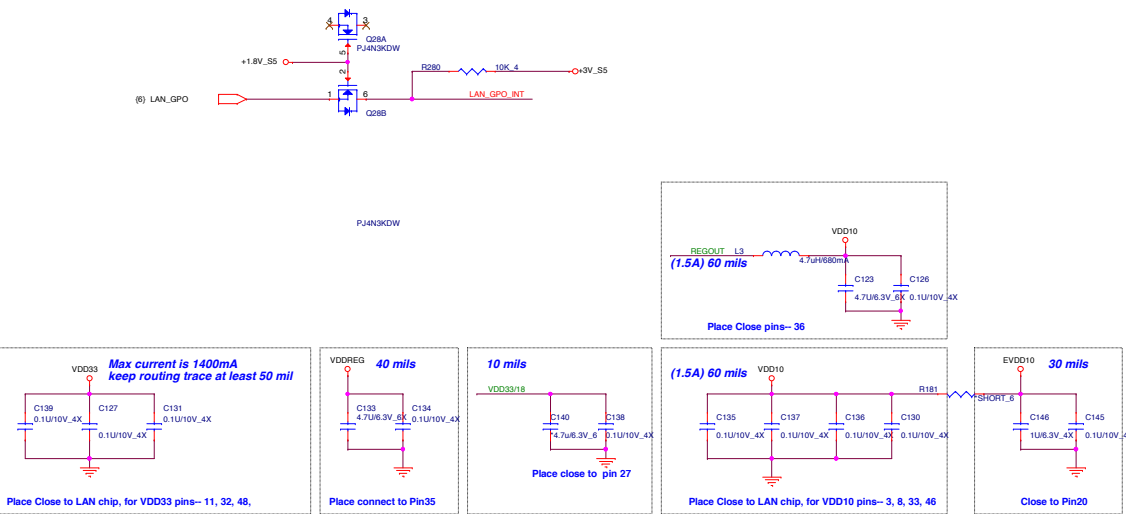 4
3
Q28A
PJ4N3KDW
5
+1.8V_S5
2
R280
10K_4
+3V_S5
(6) LAN_GPO
1
6
LAN_GPO_INT
Q28B
PJ4N3KDW
VDD10
REGOUT
L3
4.7uH/680mA
(1.5A) 60 mils
C123
4.7U/6.3V_6X
C126
0.1U/10V_4X
Place Close pins-- 36
Max current is 1400mA
keep routing trace at least 50 mil
VDD33
C139
0.1U/10V_4X
C127
0.1U/10V_4X
C131
0.1U/10V_4X
Place Close to LAN chip, for VDD33 pins-- 11, 32, 48,
VDDREG
40 mils
C133
4.7U/6.3V_6X
C134
0.1U/10V_4X
Place connect to Pin35
10 mils
VDD33/18
C140
*4.7u/6.3V_6
C138
0.1U/10V_4X
Place close to pin 27
(1.5A) 60 mils
VDD10
C135
0.1U/10V_4X
C137
0.1U/10V_4X
C136
0.1U/10V_4X
C130
0.1U/10V_4X
R181
SHORT_6
Place Close to LAN chip, for VDD10 pins-- 3, 8, 33, 46
EVDD10
30 mils
C146
1U/6.3V_4X
C145
0.1U/10V_4
Close to Pin20